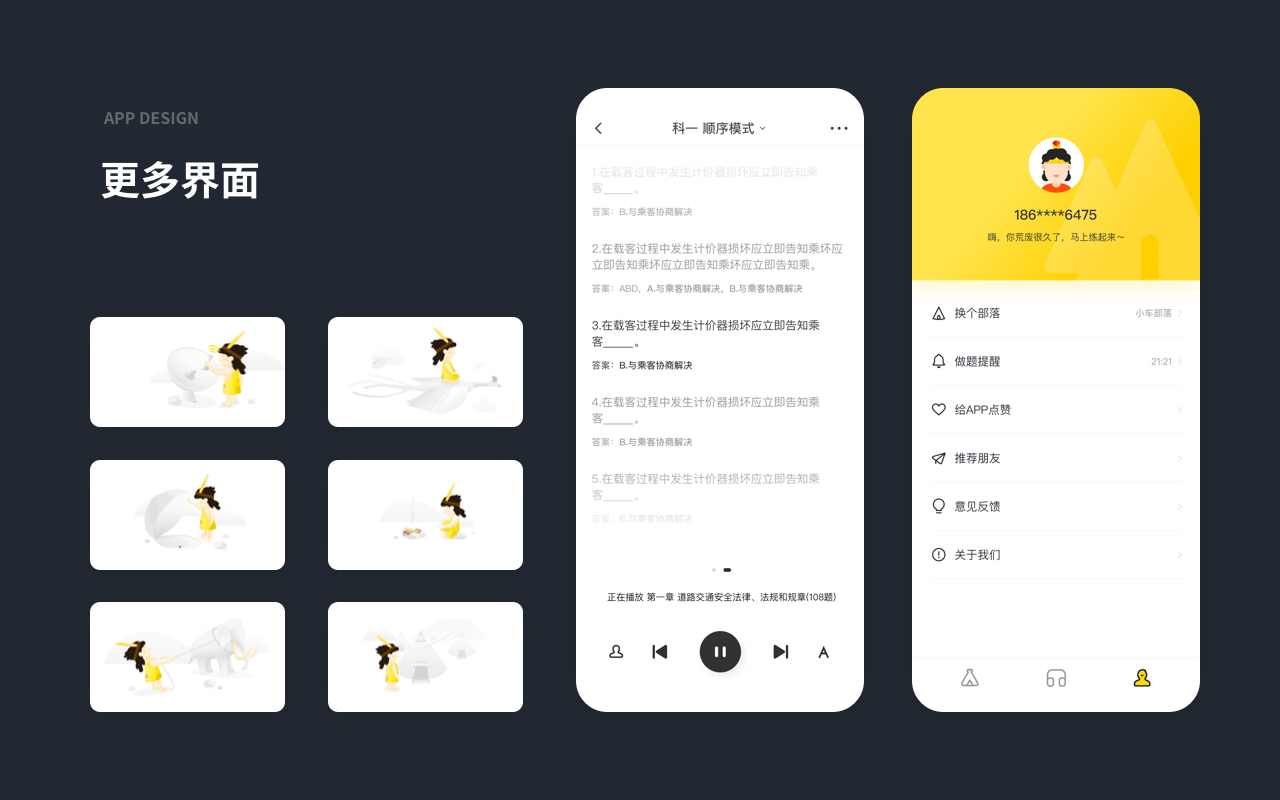 APP DESIGN
更多界面
科一 顺序模式
1.在载客过程中发生计价器损坏应立即告知乘
客_____。
答案：B.与乘客协商解决
2.在载客过程中发生计价器损坏应立即告知乘坏应
立即告知乘坏应立即告知乘坏应立即告知乘。
答案：ABD，A.与乘客协商解决，B.与乘客协商解决
3.在载客过程中发生计价器损坏应立即告知乘
客_____。
答案：B.与乘客协商解决
4.在载客过程中发生计价器损坏应立即告知乘
客_____。
答案：B.与乘客协商解决
5.在载客过程中发生计价器损坏应立即告知乘
客_____。
答案：B.与乘客协商解决
正在播放 第一章 道路交通安全法律、法规和规章(108题)
186****6475
嗨，你荒废很久了，马上练起来～
换个部落 小车部落
做题提醒 21:21
给APP点赞
推荐朋友
意见反馈
关于我们